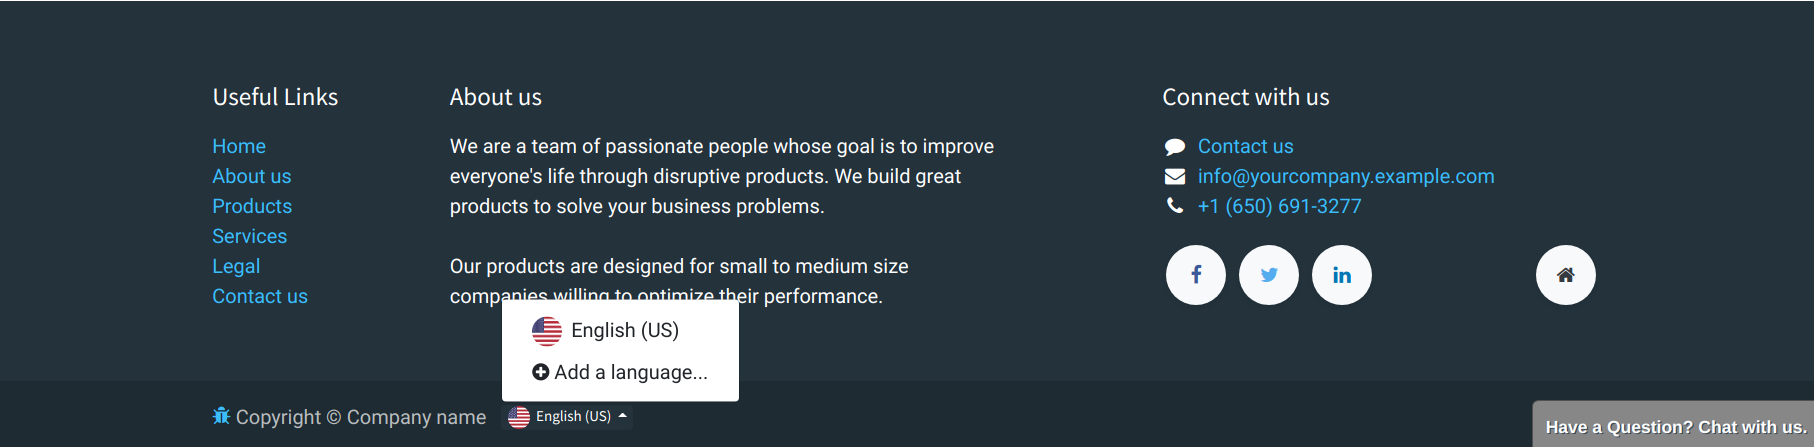 Useful Links
Home
About us
Products
Services
Legal
Contact us
About us
We are a team of passionate people whose goal is to improve
everyone's life through disruptive products. We build great
products to solve your business problems.
Our products are designed for small to medium size
companies willing to optimize their performance.
Connect with us
Contact us
info@yourcompany.example.com
+1 (650) 691-3277
English (US)
Add a language...
Copyright © Company name
English (US)
Have a Question? Chat with us.